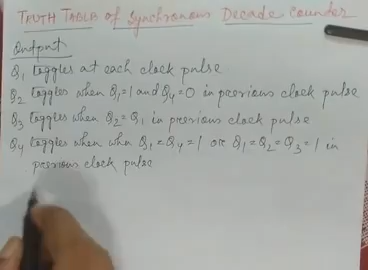 TRUTH TABLE of Synchronous Decade Counter
Output
Q1 toggles at each clock pulse
Q2 toggles when Q1=1 and Q4=0 in previous clock pulse
Q3 toggles when Q2=Q1 in previous clock pulse
Q4 toggles when when Q1=Q4=1 or Q1=Q2=Q3=1 in
previous clock pulse